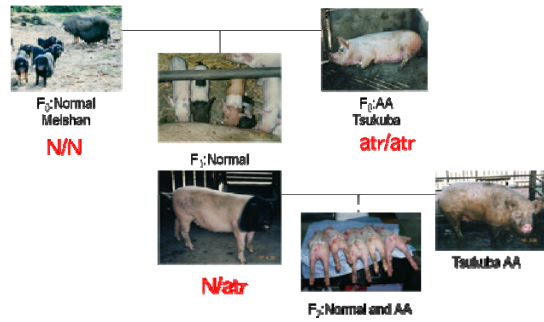 F₀:Normal
Meishan
N/N
F₀:AA
Tsukuba
atr/atr
F₁:Normal
N/atr
Tsukuba AA
F₂:Normal and AA